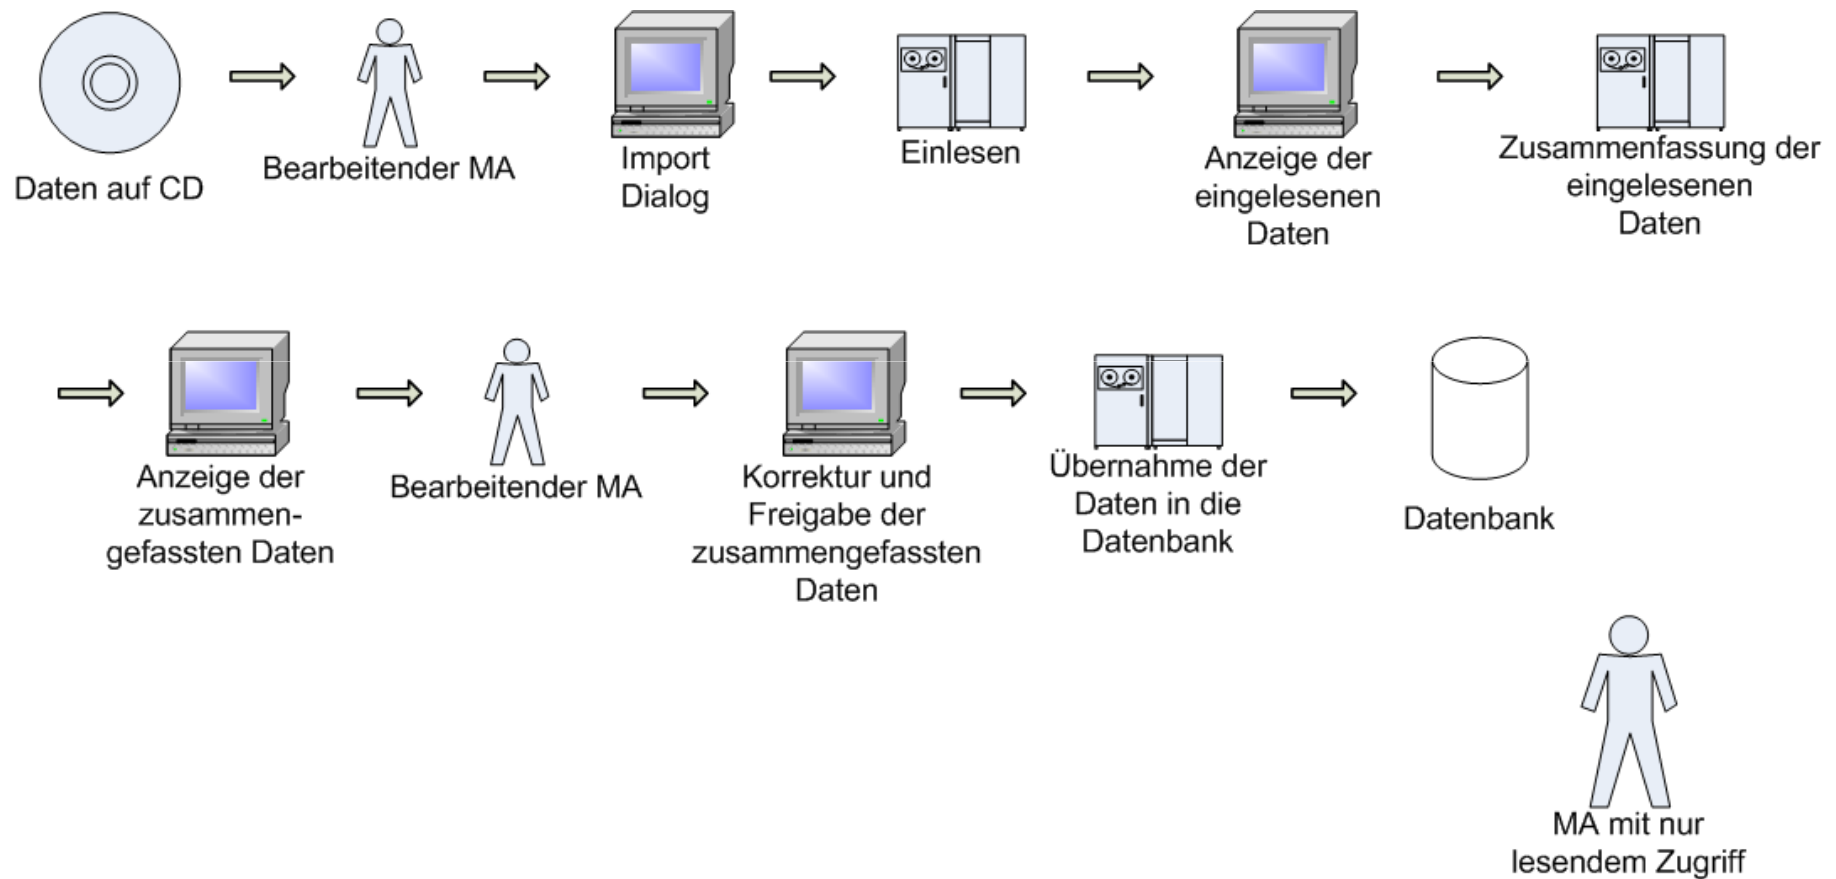 Daten auf CD
Bearbeitender MA
Import
Dialog
Einlesen
Anzeige der
eingelesenen
Daten
Zusammenfassung der
eingelesenen
Daten
Anzeige der
zusammen-
gefassten Daten
Bearbeitender MA
Korrektur und
Freigabe der
zusammengefassten
Daten
Übernahme der
Daten in die
Datenbank
Datenbank
MA mit nur
lesendem Zugriff